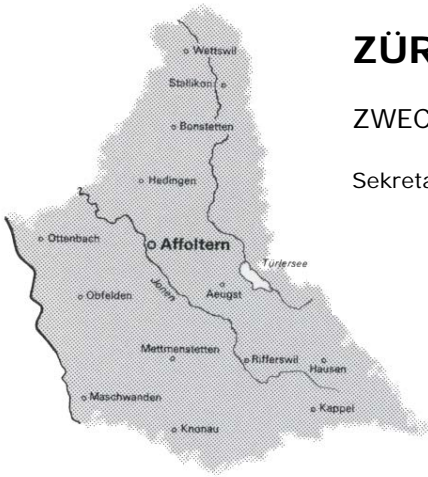 ZÜR
ZWEC
Sekreta
Wettswil
Stallikon
Bonstetten
Hedingen
Ottenbach
Affoltern
Türlersee
Jonen
Aeugst
Obfelden
Mettmenstetten
Rifferswil
Hausen
Maschwanden
Kappel
Knonau